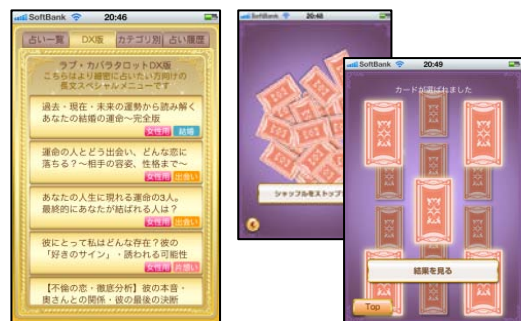 SoftBank 20:46
占い一覧 DX版 カテゴリ別 占い履歴
ラブ・カバラタロットDX版
こちらはより細密に占いたい方向けの
長文スペシャルメニューです
過去・現在・未来の運勢から読み解く
あなたの結婚の運命~完全版
女性用 結婚
運命の人とどう出会い、どんな恋に
落ちる?~相手の容姿、性格まで~
女性用 出会い
あなたの人生に現れる運命の3人。
最終的にあなたが結ばれる人は?
女性用 出会い
彼にとって私はどんな存在?彼の
「好きのサイン」・誘われる可能性
女性用 片想い
【不倫の恋・徹底分析】彼の本音・
奥さんとの関係・彼の最後の決断
SoftBank 20:48
シャッフルをストップ
SoftBank 20:49
カードが選ばれました
結果を見る
Top